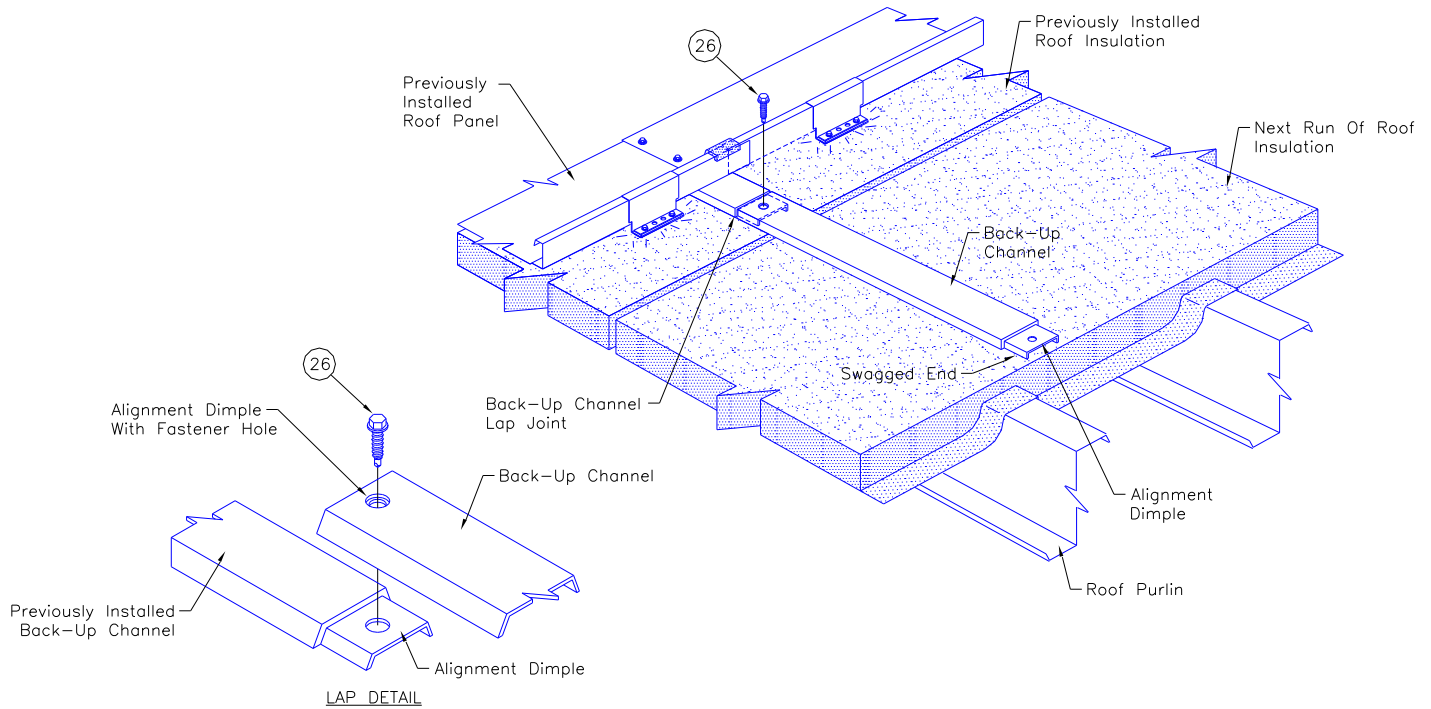 26
Previously Installed
Roof Insulation
Previously
Installed
Roof Panel
Next Run Of Roof
Insulation
Back-Up
Channel
Swagged End
26
Alignment Dimple
With Fastener Hole
Back-Up Channel
Lap Joint
Back-Up Channel
Alignment
Dimple
Roof Purlin
Previously Installed
Back-Up Channel
Alignment Dimple
LAP DETAIL